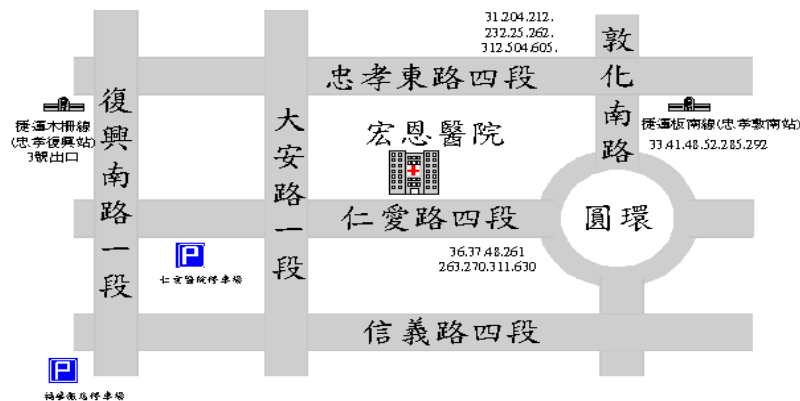 31.204.212.
232.25.262.
312.504.605.
敦化南路
忠孝東路四段
復興南路一段
捷運木柵線
(忠孝復興站)
3號出口
大安路一段
宏恩醫院
捷運板南線(忠孝敦南站)
33.41.48.52.285.292
仁愛路四段
圓環
36.37.48.261
263.270.311.630
P
仁愛醫院停車場
信義路四段
P
福華飯店停車場